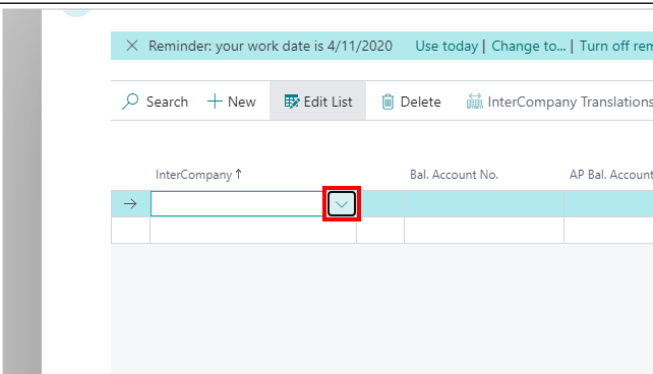 Reminder: your work date is 4/11/2020 Use today | Change to... | Turn off rem
Search + New Edit List Delete InterCompany Translations
InterCompany ↑ Bal. Account No. AP Bal. Account